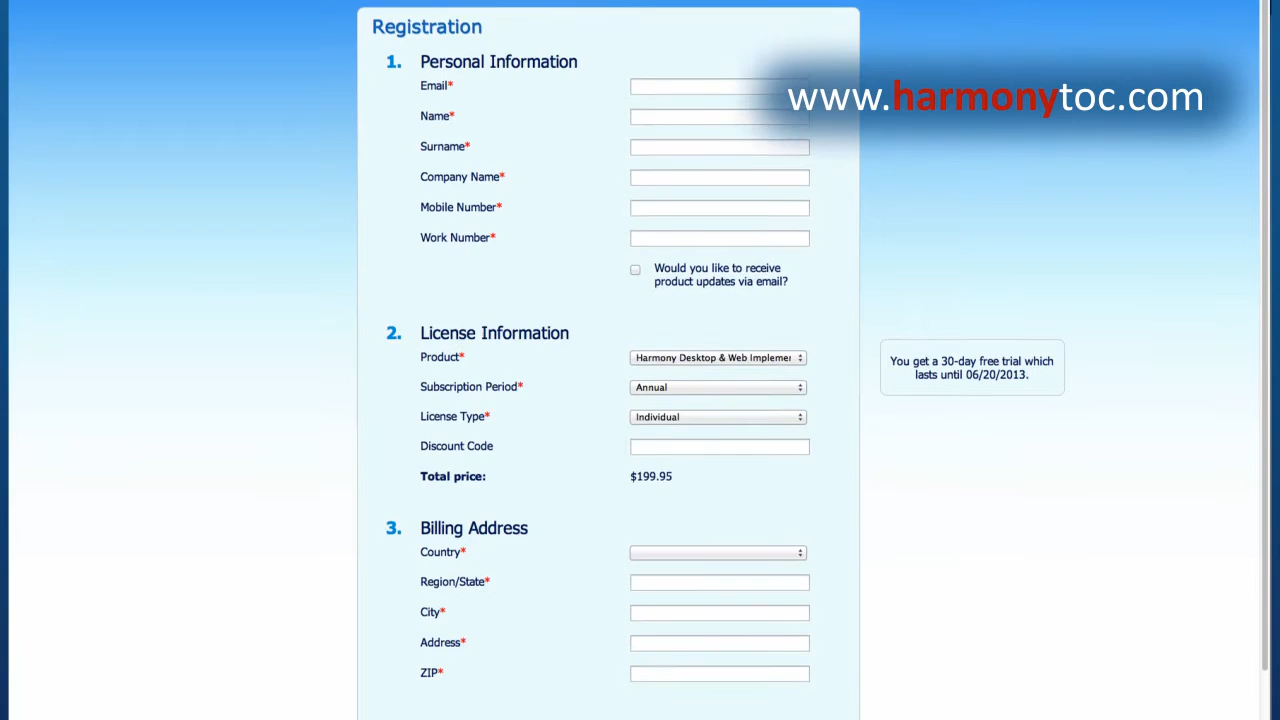 Registration
www.harmonytoc.com
1. Personal Information
Email*
Name*
Surname*
Company Name*
Mobile Number*
Work Number*
Would you like to receive
product updates via email?
2. License Information
Product* Harmony Desktop & Web Implemer
Subscription Period* Annual
License Type* Individual
Discount Code
Total price: $199.95
You get a 30-day free trial which
lasts until 06/20/2013.
3. Billing Address
Country*
Region/State*
City*
Address*
ZIP*